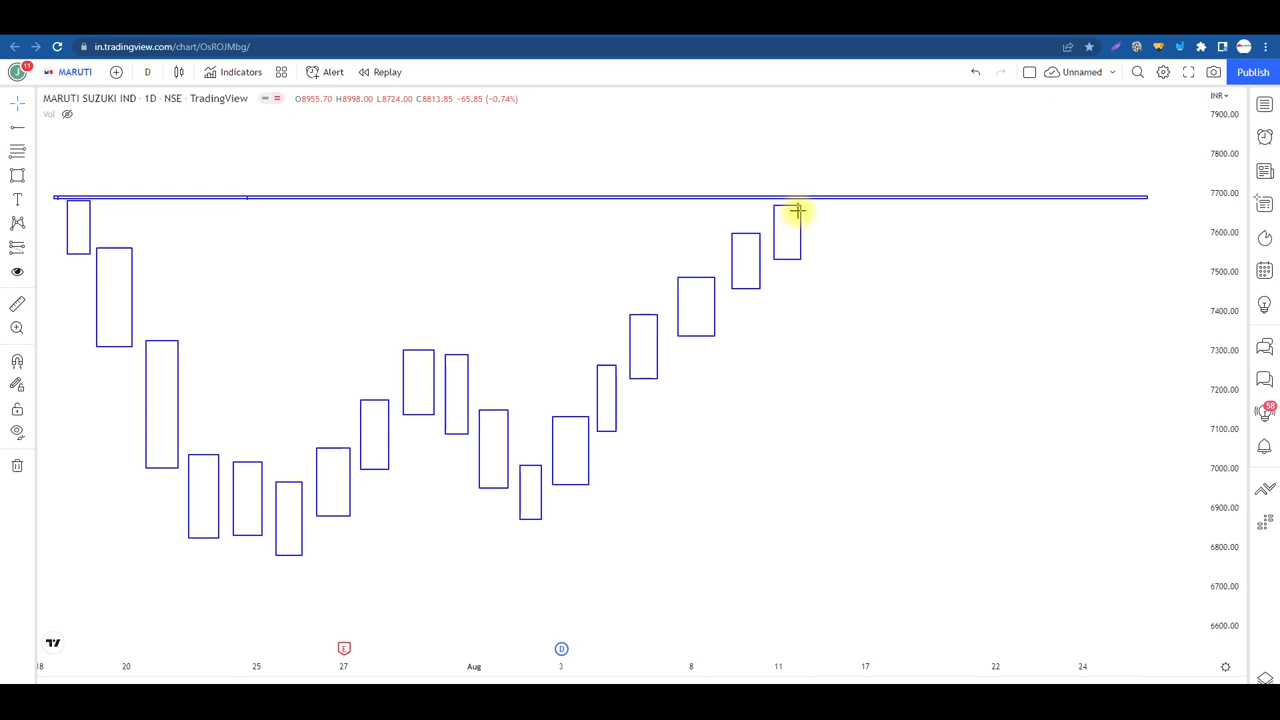 in.tradingview.com/chart/OsROJMbg/
11
J
MARUTI
D
Indicators
Alert
Replay
Unnamed
Publish
MARUTI SUZUKI IND · 1D · NSE · TradingView
O8955.70 H8998.00 L8724.00 C8813.85 −65.85 (−0.74%)
Vol
INR
7900.00
7800.00
7700.00
7600.00
7500.00
7400.00
7300.00
7200.00
7100.00
7000.00
6900.00
6800.00
6700.00
6600.00
58
E
D
18
20
25
27
Aug
3
8
11
17
22
24